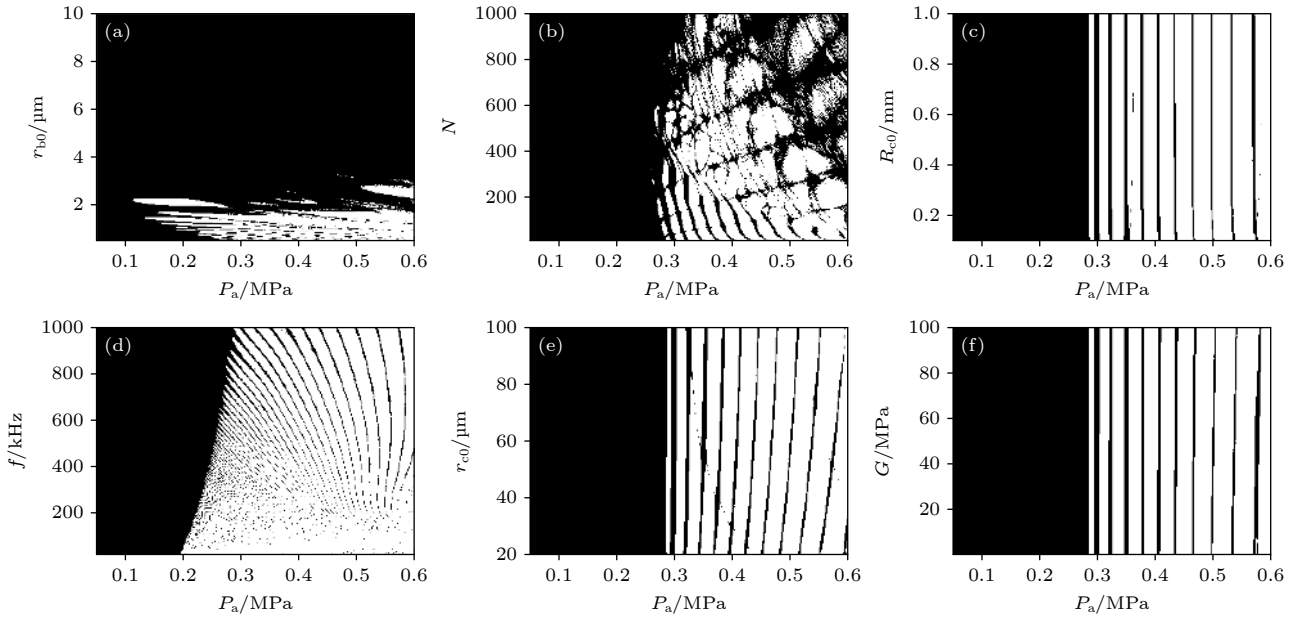 10
8
6
4
2
(a)
r_b0/μm
0.1 0.2 0.3 0.4 0.5 0.6
P_a/MPa
1000
800
600
400
200
(b)
N
0.1 0.2 0.3 0.4 0.5 0.6
P_a/MPa
1.0
0.8
0.6
0.4
0.2
(c)
R_c0/mm
0.1 0.2 0.3 0.4 0.5 0.6
P_a/MPa
1000
800
600
400
200
(d)
f/kHz
0.1 0.2 0.3 0.4 0.5 0.6
P_a/MPa
100
80
60
40
20
(e)
r_c0/μm
0.1 0.2 0.3 0.4 0.5 0.6
P_a/MPa
100
80
60
40
20
(f)
G/MPa
0.1 0.2 0.3 0.4 0.5 0.6
P_a/MPa